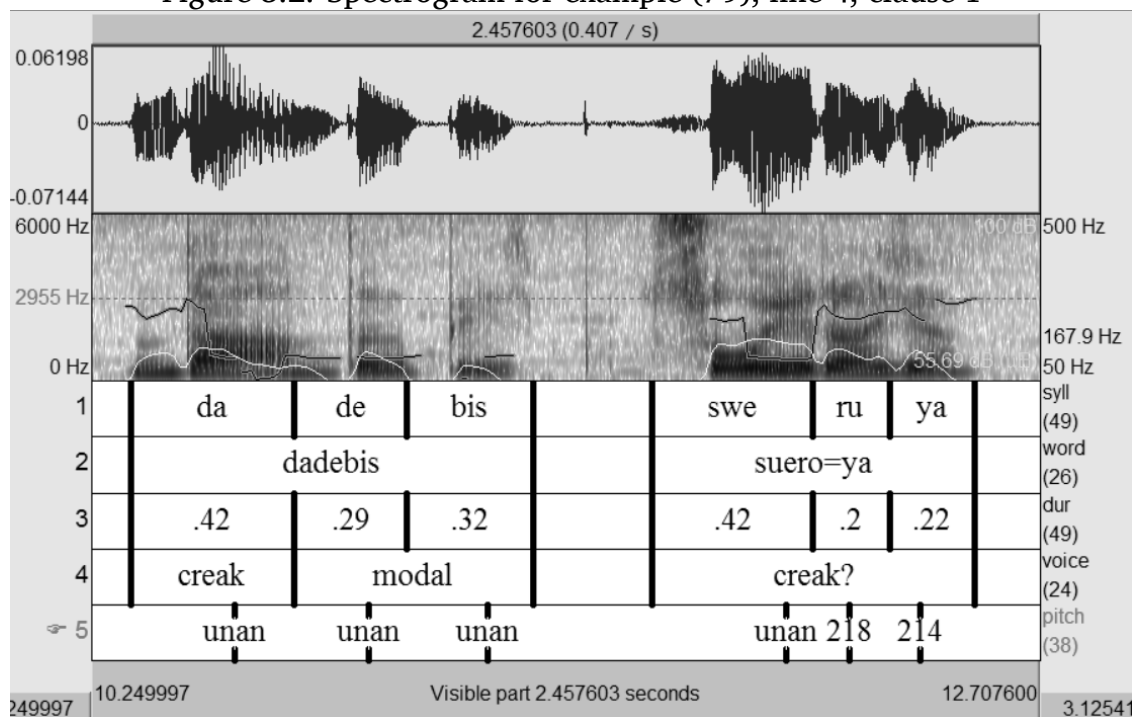 2.457603 (0.407 / s)
0.06198
0
-0.07144
6000 Hz 100 dB 500 Hz
2955 Hz
167.9 Hz
0 Hz 55.69 dB 50 Hz
1 da de bis swe ru ya syll (49)
2 dadebis suero=ya word (26)
3 .42 .29 .32 .42 .2 .22 dur (49)
4 creak modal creak? voice (24)
☞ 5 unan unan unan unan 218 214 pitch (38)
10.249997 Visible part 2.457603 seconds 12.707600
249997 3.12541